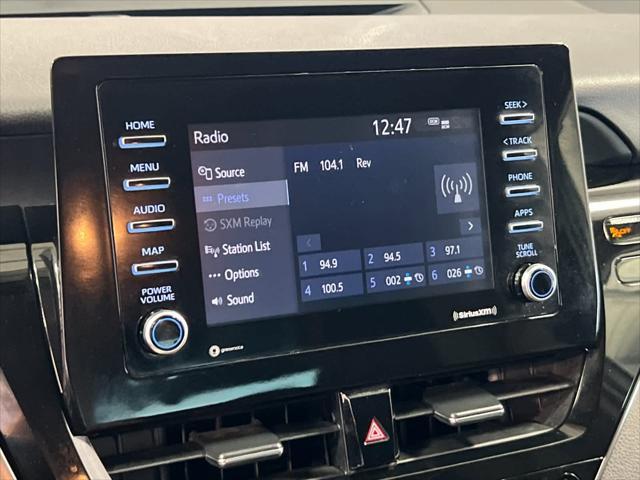 HOME
MENU
AUDIO
MAP
POWER
VOLUME
Radio
12:47
Source
Presets
SXM Replay
Station List
Options
Sound
FM 104.1 Rev
1 94.9
2 94.5
3 97.1
4 100.5
5 002
6 026
gracenote
((SiriusXM))
SEEK >
< TRACK
PHONE
APPS
TUNE
SCROLL
OFF